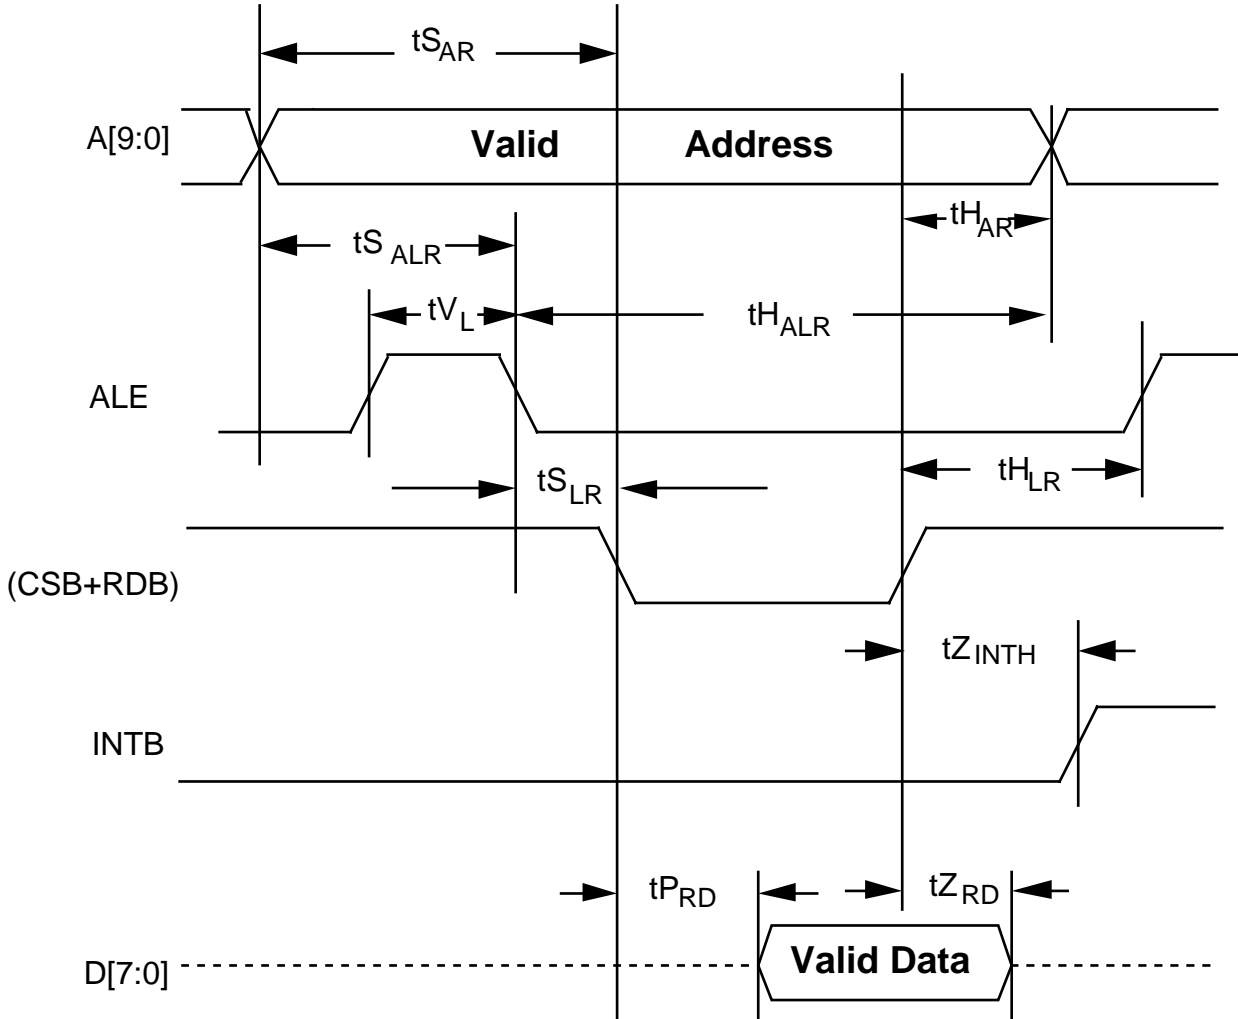 tSAR
A[9:0]
Valid Address
tHAR
tS ALR
tVL
tHALR
ALE
tSLR
tHLR
(CSB+RDB)
tZINTH
INTB
tPRD
tZRD
D[7:0]
Valid Data